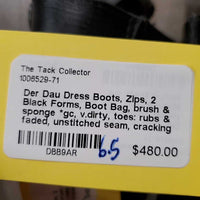 The Tack Collector
1006529-71
Der Dau Dress Boots, Zips, 2
Black Forms, Boot Bag, brush &
sponge *gc, v.dirty, toes: rubs &
faded, unstitched seam, cracking
DBB9AR
6.5
$480.00